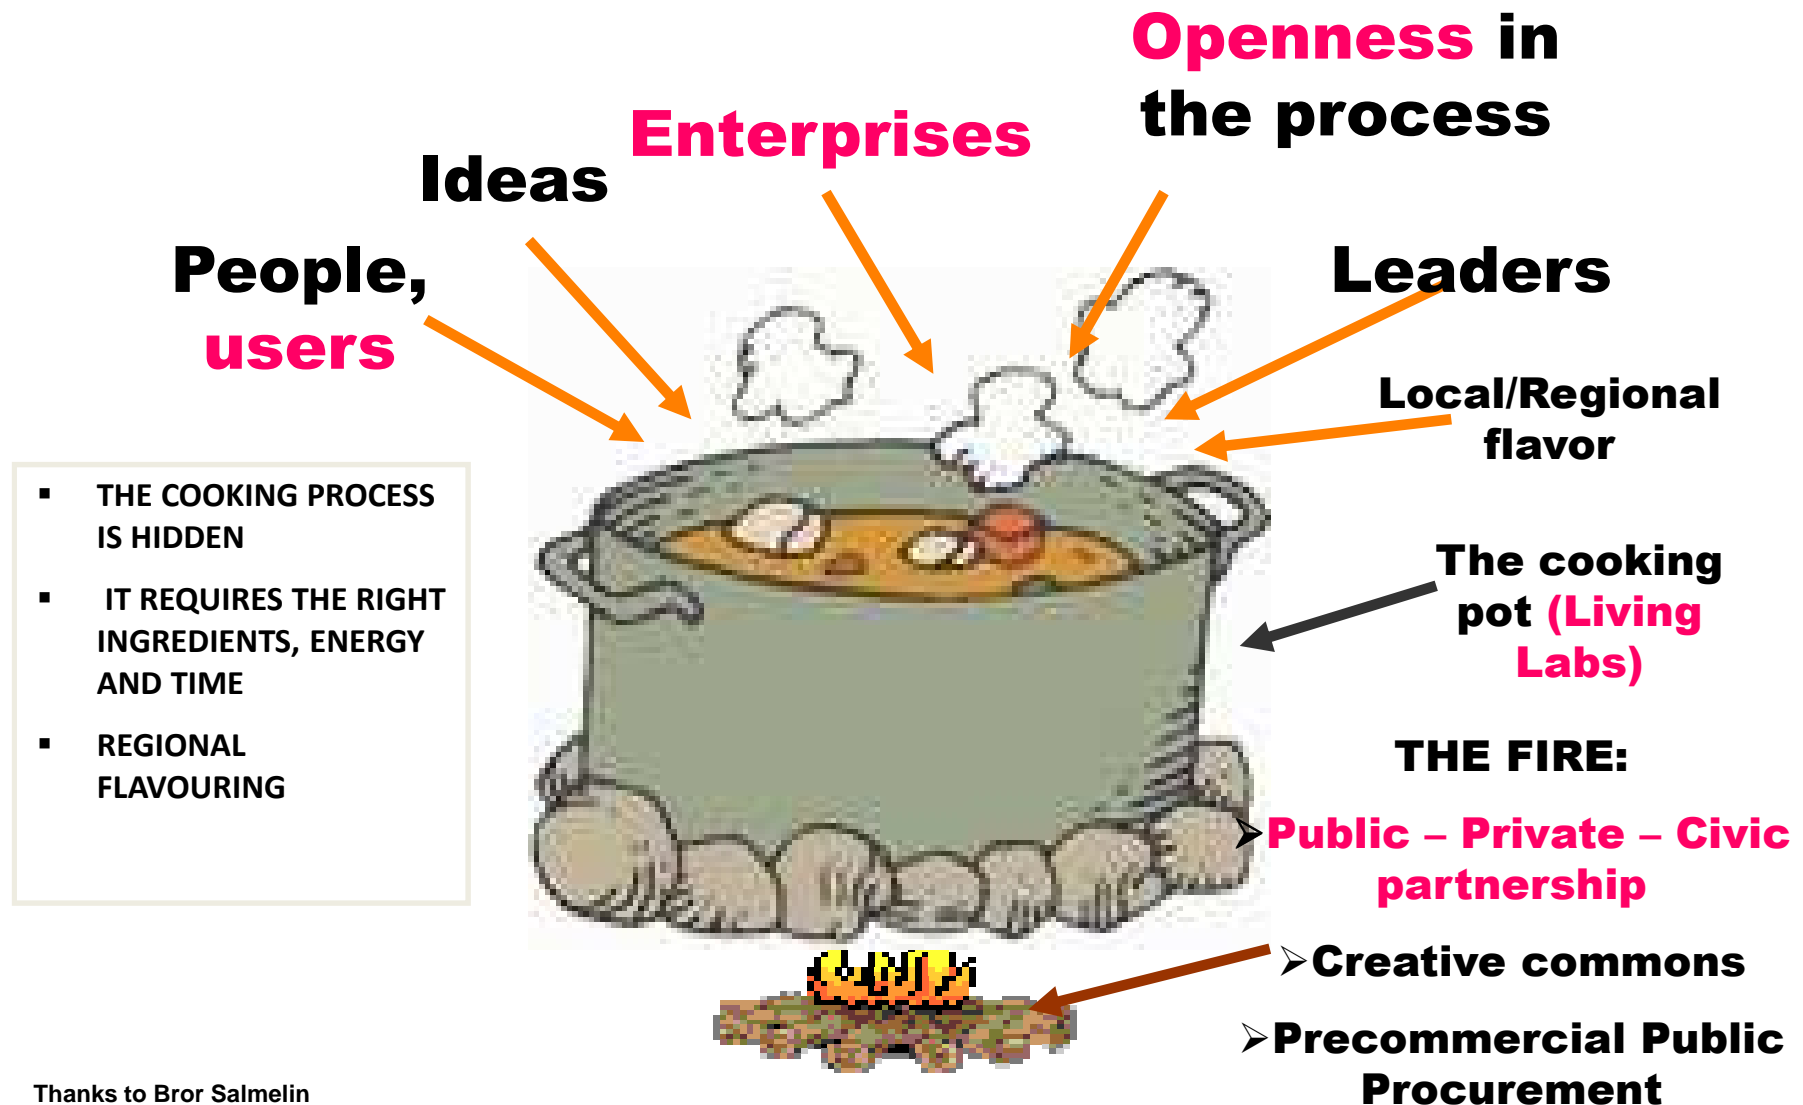 Openness in
the process
Enterprises
Ideas
People,
users
Leaders
Local/Regional
flavor
▪ THE COOKING PROCESS
IS HIDDEN
▪ IT REQUIRES THE RIGHT
INGREDIENTS, ENERGY
AND TIME
▪ REGIONAL
FLAVOURING
The cooking
pot (Living
Labs)
THE FIRE:
➢Public – Private – Civic
partnership
➢Creative commons
➢Precommercial Public
Procurement
Thanks to Bror Salmelin